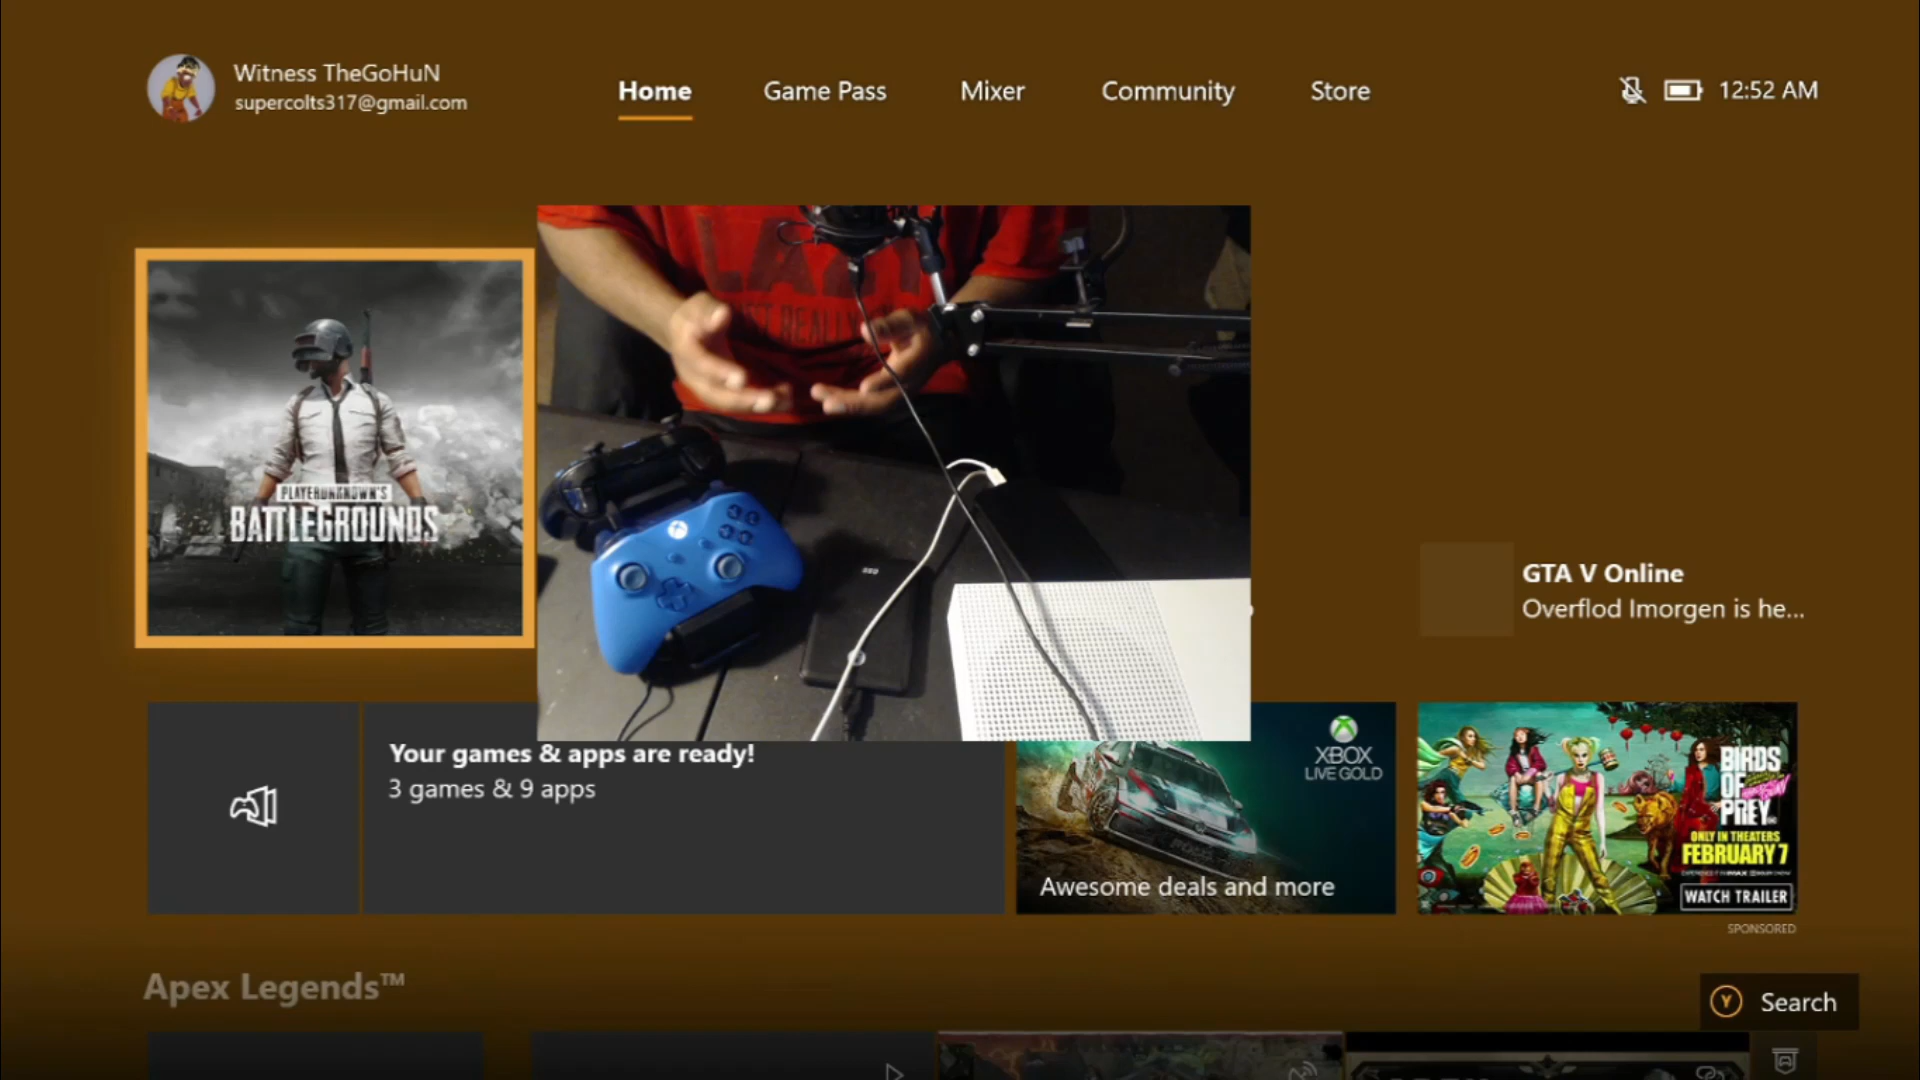 Witness TheGoHuN
supercolts317@gmail.com
Home
Game Pass
Mixer
Community
Store
12:52 AM
PLAYERUNKNOWN'S
BATTLEGROUNDS
GTA V Online
Overflod Imorgen is he...
Your games & apps are ready!
3 games & 9 apps
XBOX
LIVE GOLD
Awesome deals and more
BIRDS
OF
PREY
ONLY IN THEATERS
FEBRUARY 7
WATCH TRAILER
SPONSORED
Apex Legends™
Y Search